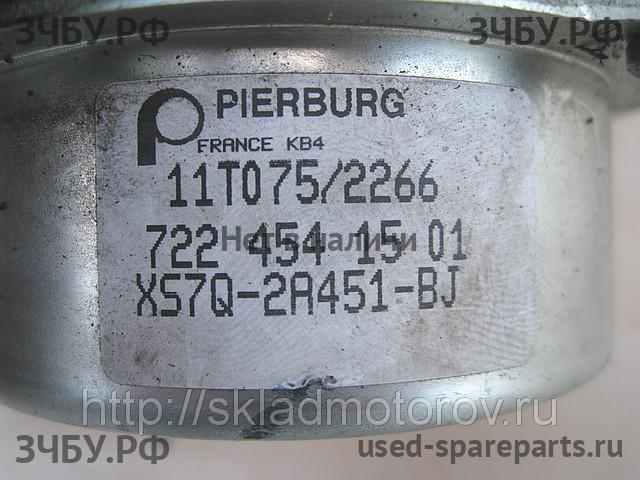 ЗЧБУ.РФ
ЗЧБУ.РФ
PIERBURG
FRANCE KB4
11T075/2266
722 454 15 01
Нет в наличии
XS7Q-2A451-BJ
http://skladmotorov.ru
ЗЧБУ.РФ
used-spareparts.ru